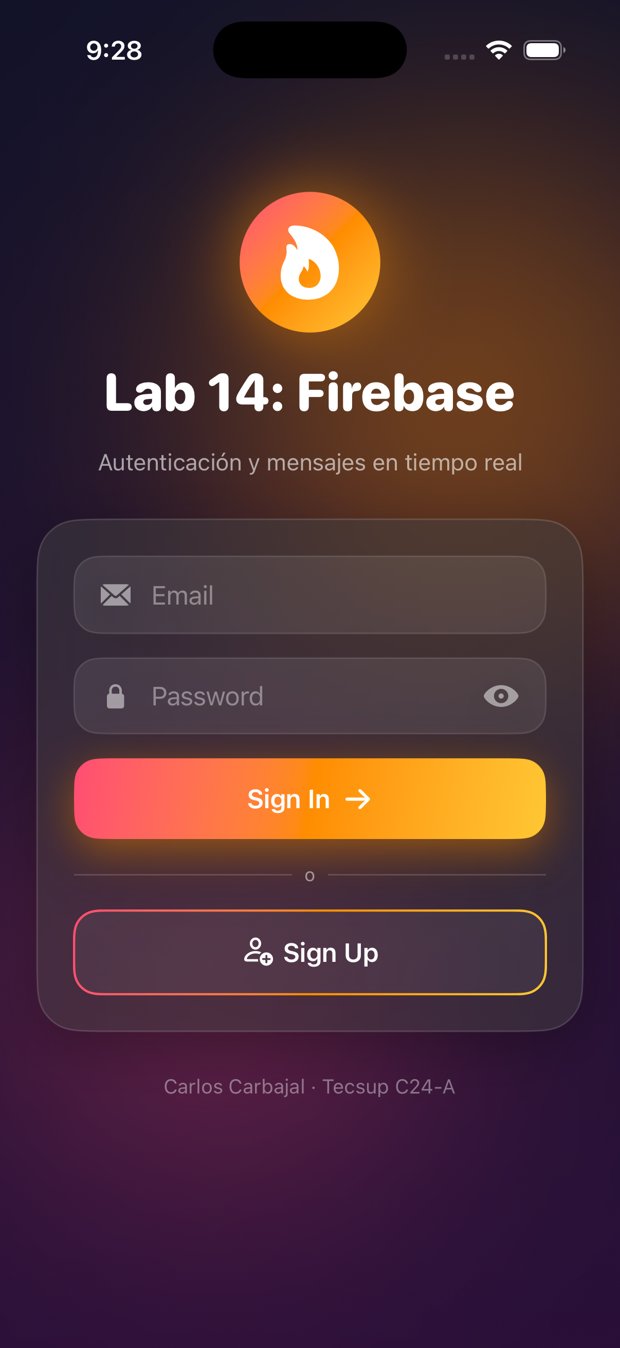 9:28
Lab 14: Firebase
Autenticación y mensajes en tiempo real
Email
Password
Sign In →
o
Sign Up
Carlos Carbajal · Tecsup C24-A